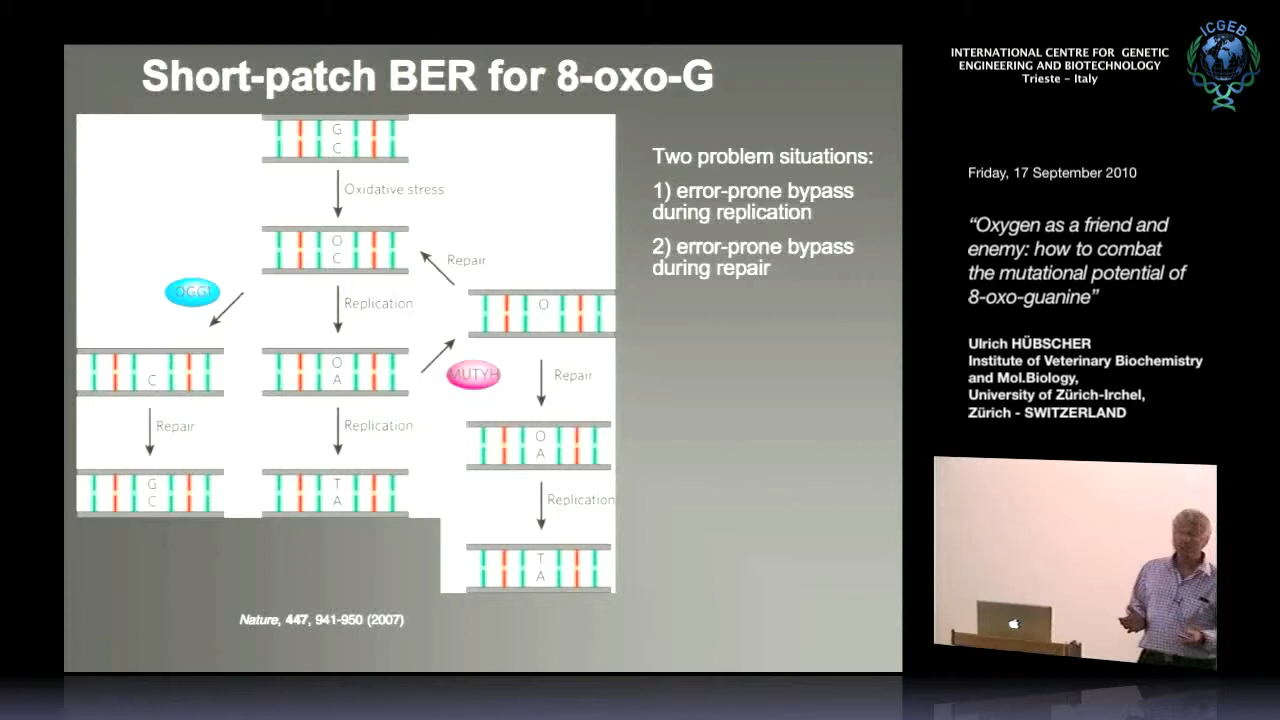 Short-patch BER for 8-oxo-G
G
C
Oxidative stress
O
C
Repair
OGG1
Replication
O
O
A
C
MUTYH
Repair
Repair
Replication
O
A
G
C
T
A
Replication
T
A
Nature, 447, 941-950 (2007)
Two problem situations:
1) error-prone bypass
during replication
2) error-prone bypass
during repair
INTERNATIONAL CENTRE FOR GENETIC
ENGINEERING AND BIOTECHNOLOGY
Trieste – Italy
ICGEB
Friday, 17 September 2010
“Oxygen as a friend and
enemy: how to combat
the mutational potential of
8-oxo-guanine”
Ulrich HÜBSCHER
Institute of Veterinary Biochemistry
and Mol.Biology,
University of Zürich-Irchel,
Zürich - SWITZERLAND